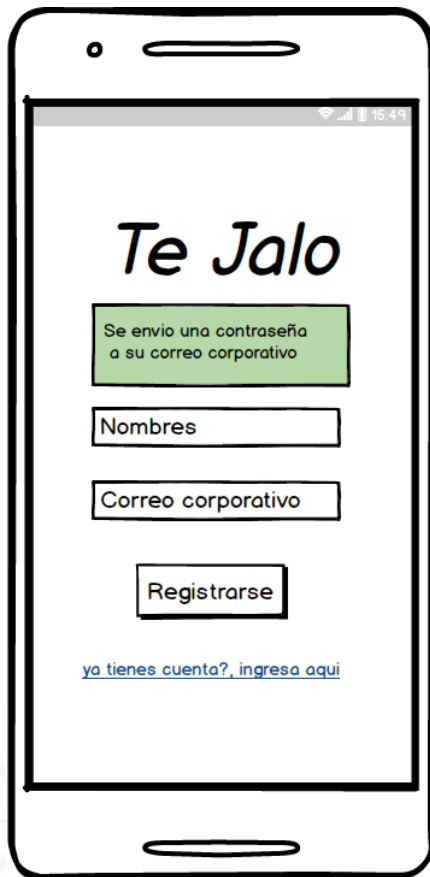 15:49
Te Jalo
Se envio una contraseña
a su correo corporativo
Nombres
Correo corporativo
Registrarse
ya tienes cuenta?, ingresa aqui